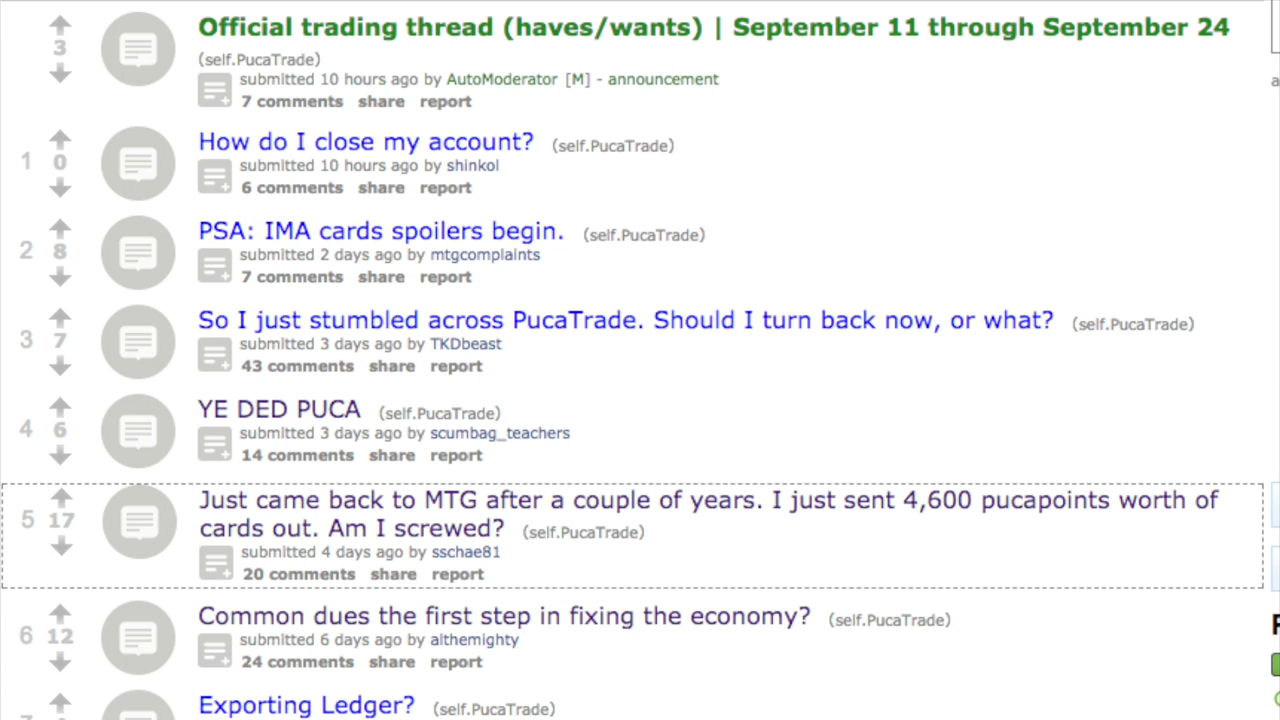 Official trading thread (haves/wants) | September 11 through September 24
(self.PucaTrade)
3
submitted 10 hours ago by AutoModerator [M] - announcement
7 comments share report
How do I close my account? (self.PucaTrade)
1 0
submitted 10 hours ago by shinkol
6 comments share report
PSA: IMA cards spoilers begin. (self.PucaTrade)
2 8
submitted 2 days ago by mtgcomplaints
7 comments share report
So I just stumbled across PucaTrade. Should I turn back now, or what? (self.PucaTrade)
3 7
submitted 3 days ago by TKDbeast
43 comments share report
YE DED PUCA (self.PucaTrade)
4 6
submitted 3 days ago by scumbag_teachers
14 comments share report
Just came back to MTG after a couple of years. I just sent 4,600 pucapoints worth of
5 17
cards out. Am I screwed? (self.PucaTrade)
submitted 4 days ago by sschae81
20 comments share report
Common dues the first step in fixing the economy? (self.PucaTrade)
6 12
submitted 6 days ago by althemighty
24 comments share report
Exporting Ledger? (self.PucaTrade)